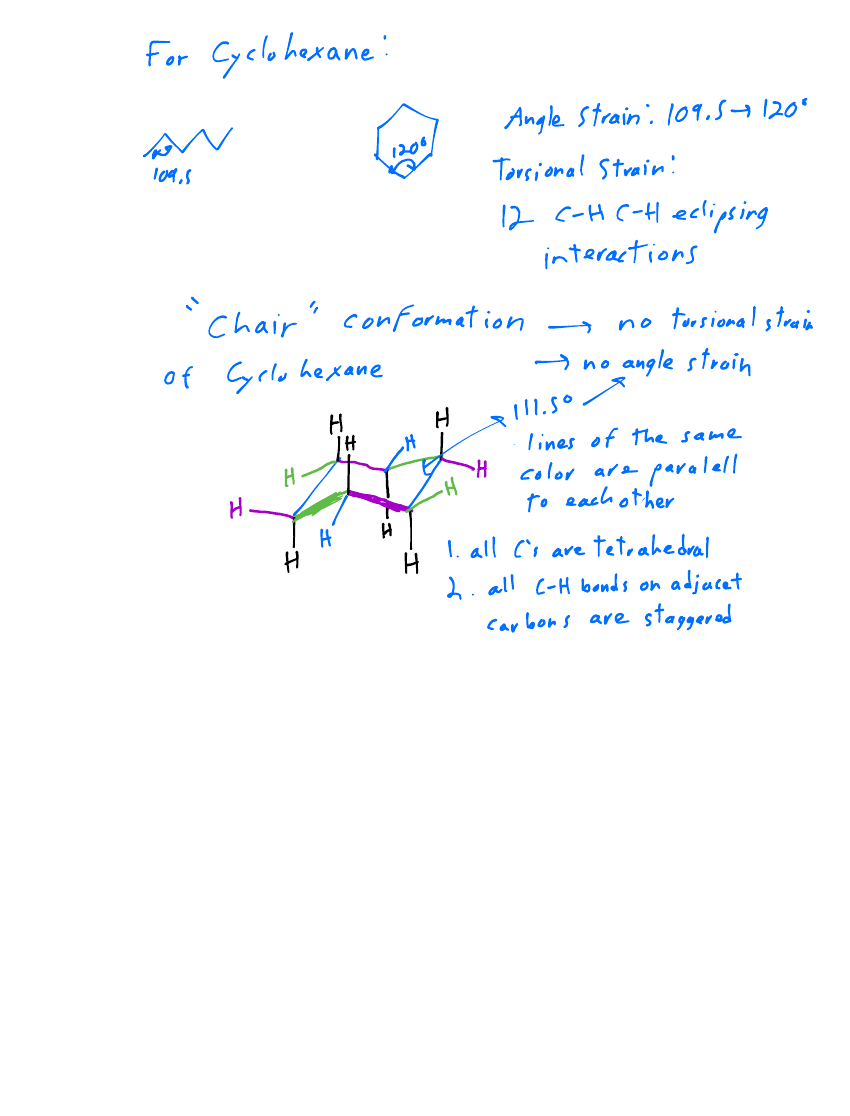 For Cyclohexane:
109.5
120°
Angle Strain: 109.5 → 120°
Torsional Strain:
12 C-H C-H eclipsing
interactions
"Chair" conformation → no torsional strain
of Cyclohexane → no angle strain
111.5°
lines of the same
color are paralell
to eachother
H
H
H
H
H
H
H
H
H
H
H
H
1. all C's are tetrahedral
2. all C-H bonds on adjacet
carbons are staggered